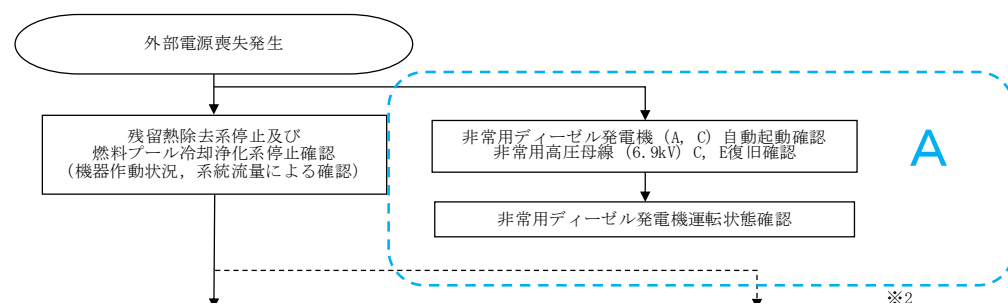 外部電源喪失発生
残留熱除去系停止及び
燃料プール冷却浄化系停止確認
(機器作動状況，系統流量による確認)
非常用ディーゼル発電機 (A, C) 自動起動確認
非常用高圧母線 (6.9kV) C, E復旧確認
A
非常用ディーゼル発電機運転状態確認
※2